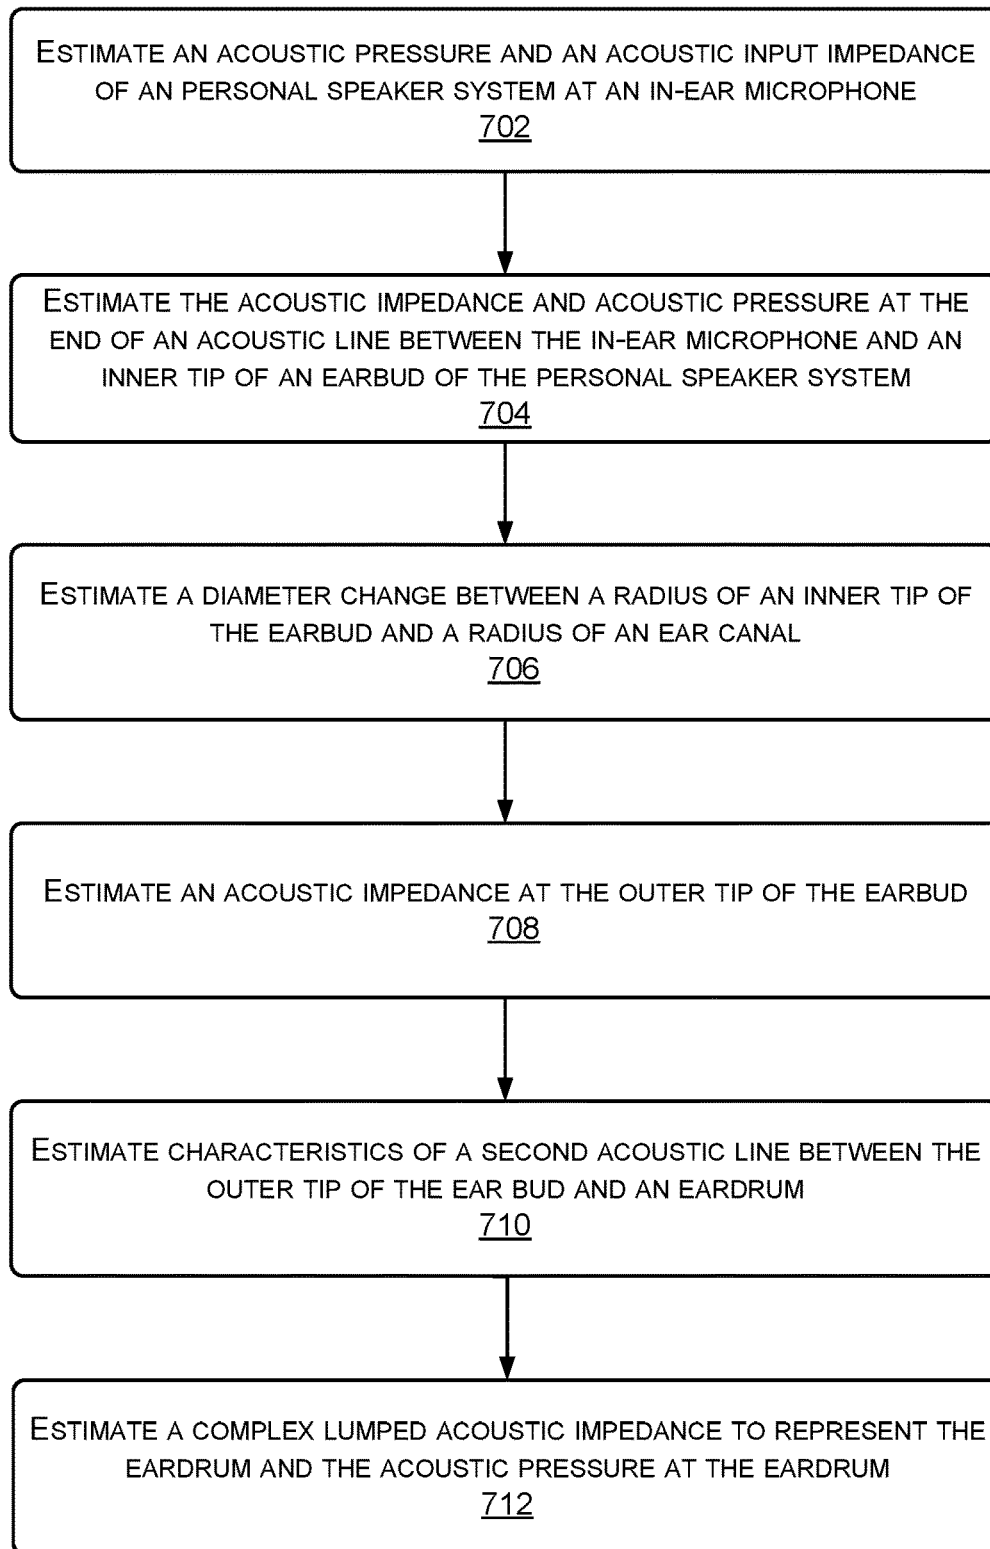 ESTIMATE AN ACOUSTIC PRESSURE AND AN ACOUSTIC INPUT IMPEDANCE
OF AN PERSONAL SPEAKER SYSTEM AT AN IN-EAR MICROPHONE
702
ESTIMATE THE ACOUSTIC IMPEDANCE AND ACOUSTIC PRESSURE AT THE
END OF AN ACOUSTIC LINE BETWEEN THE IN-EAR MICROPHONE AND AN
INNER TIP OF AN EARBUD OF THE PERSONAL SPEAKER SYSTEM
704
ESTIMATE A DIAMETER CHANGE BETWEEN A RADIUS OF AN INNER TIP OF
THE EARBUD AND A RADIUS OF AN EAR CANAL
706
ESTIMATE AN ACOUSTIC IMPEDANCE AT THE OUTER TIP OF THE EARBUD
708
ESTIMATE CHARACTERISTICS OF A SECOND ACOUSTIC LINE BETWEEN THE
OUTER TIP OF THE EAR BUD AND AN EARDRUM
710
ESTIMATE A COMPLEX LUMPED ACOUSTIC IMPEDANCE TO REPRESENT THE
EARDRUM AND THE ACOUSTIC PRESSURE AT THE EARDRUM
712